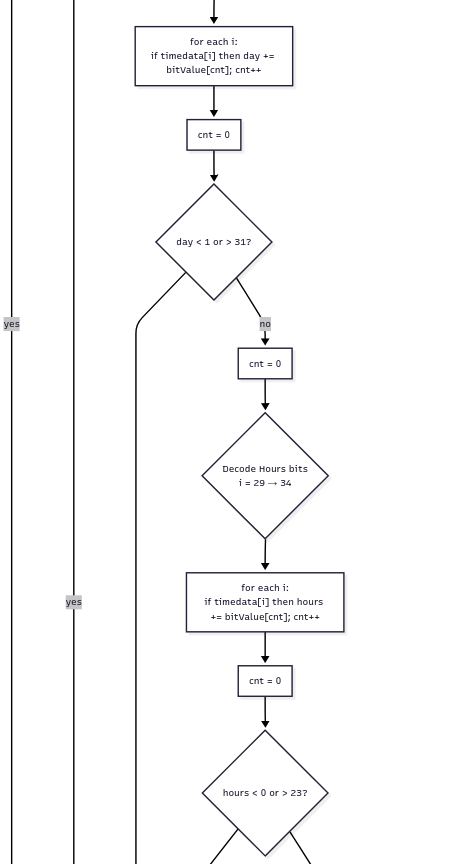 for each i:
if timedata[i] then day +=
bitValue[cnt]; cnt++
cnt = 0
day < 1 or > 31?
yes
no
cnt = 0
Decode Hours bits
i = 29 → 34
for each i:
if timedata[i] then hours
+= bitValue[cnt]; cnt++
yes
cnt = 0
hours < 0 or > 23?